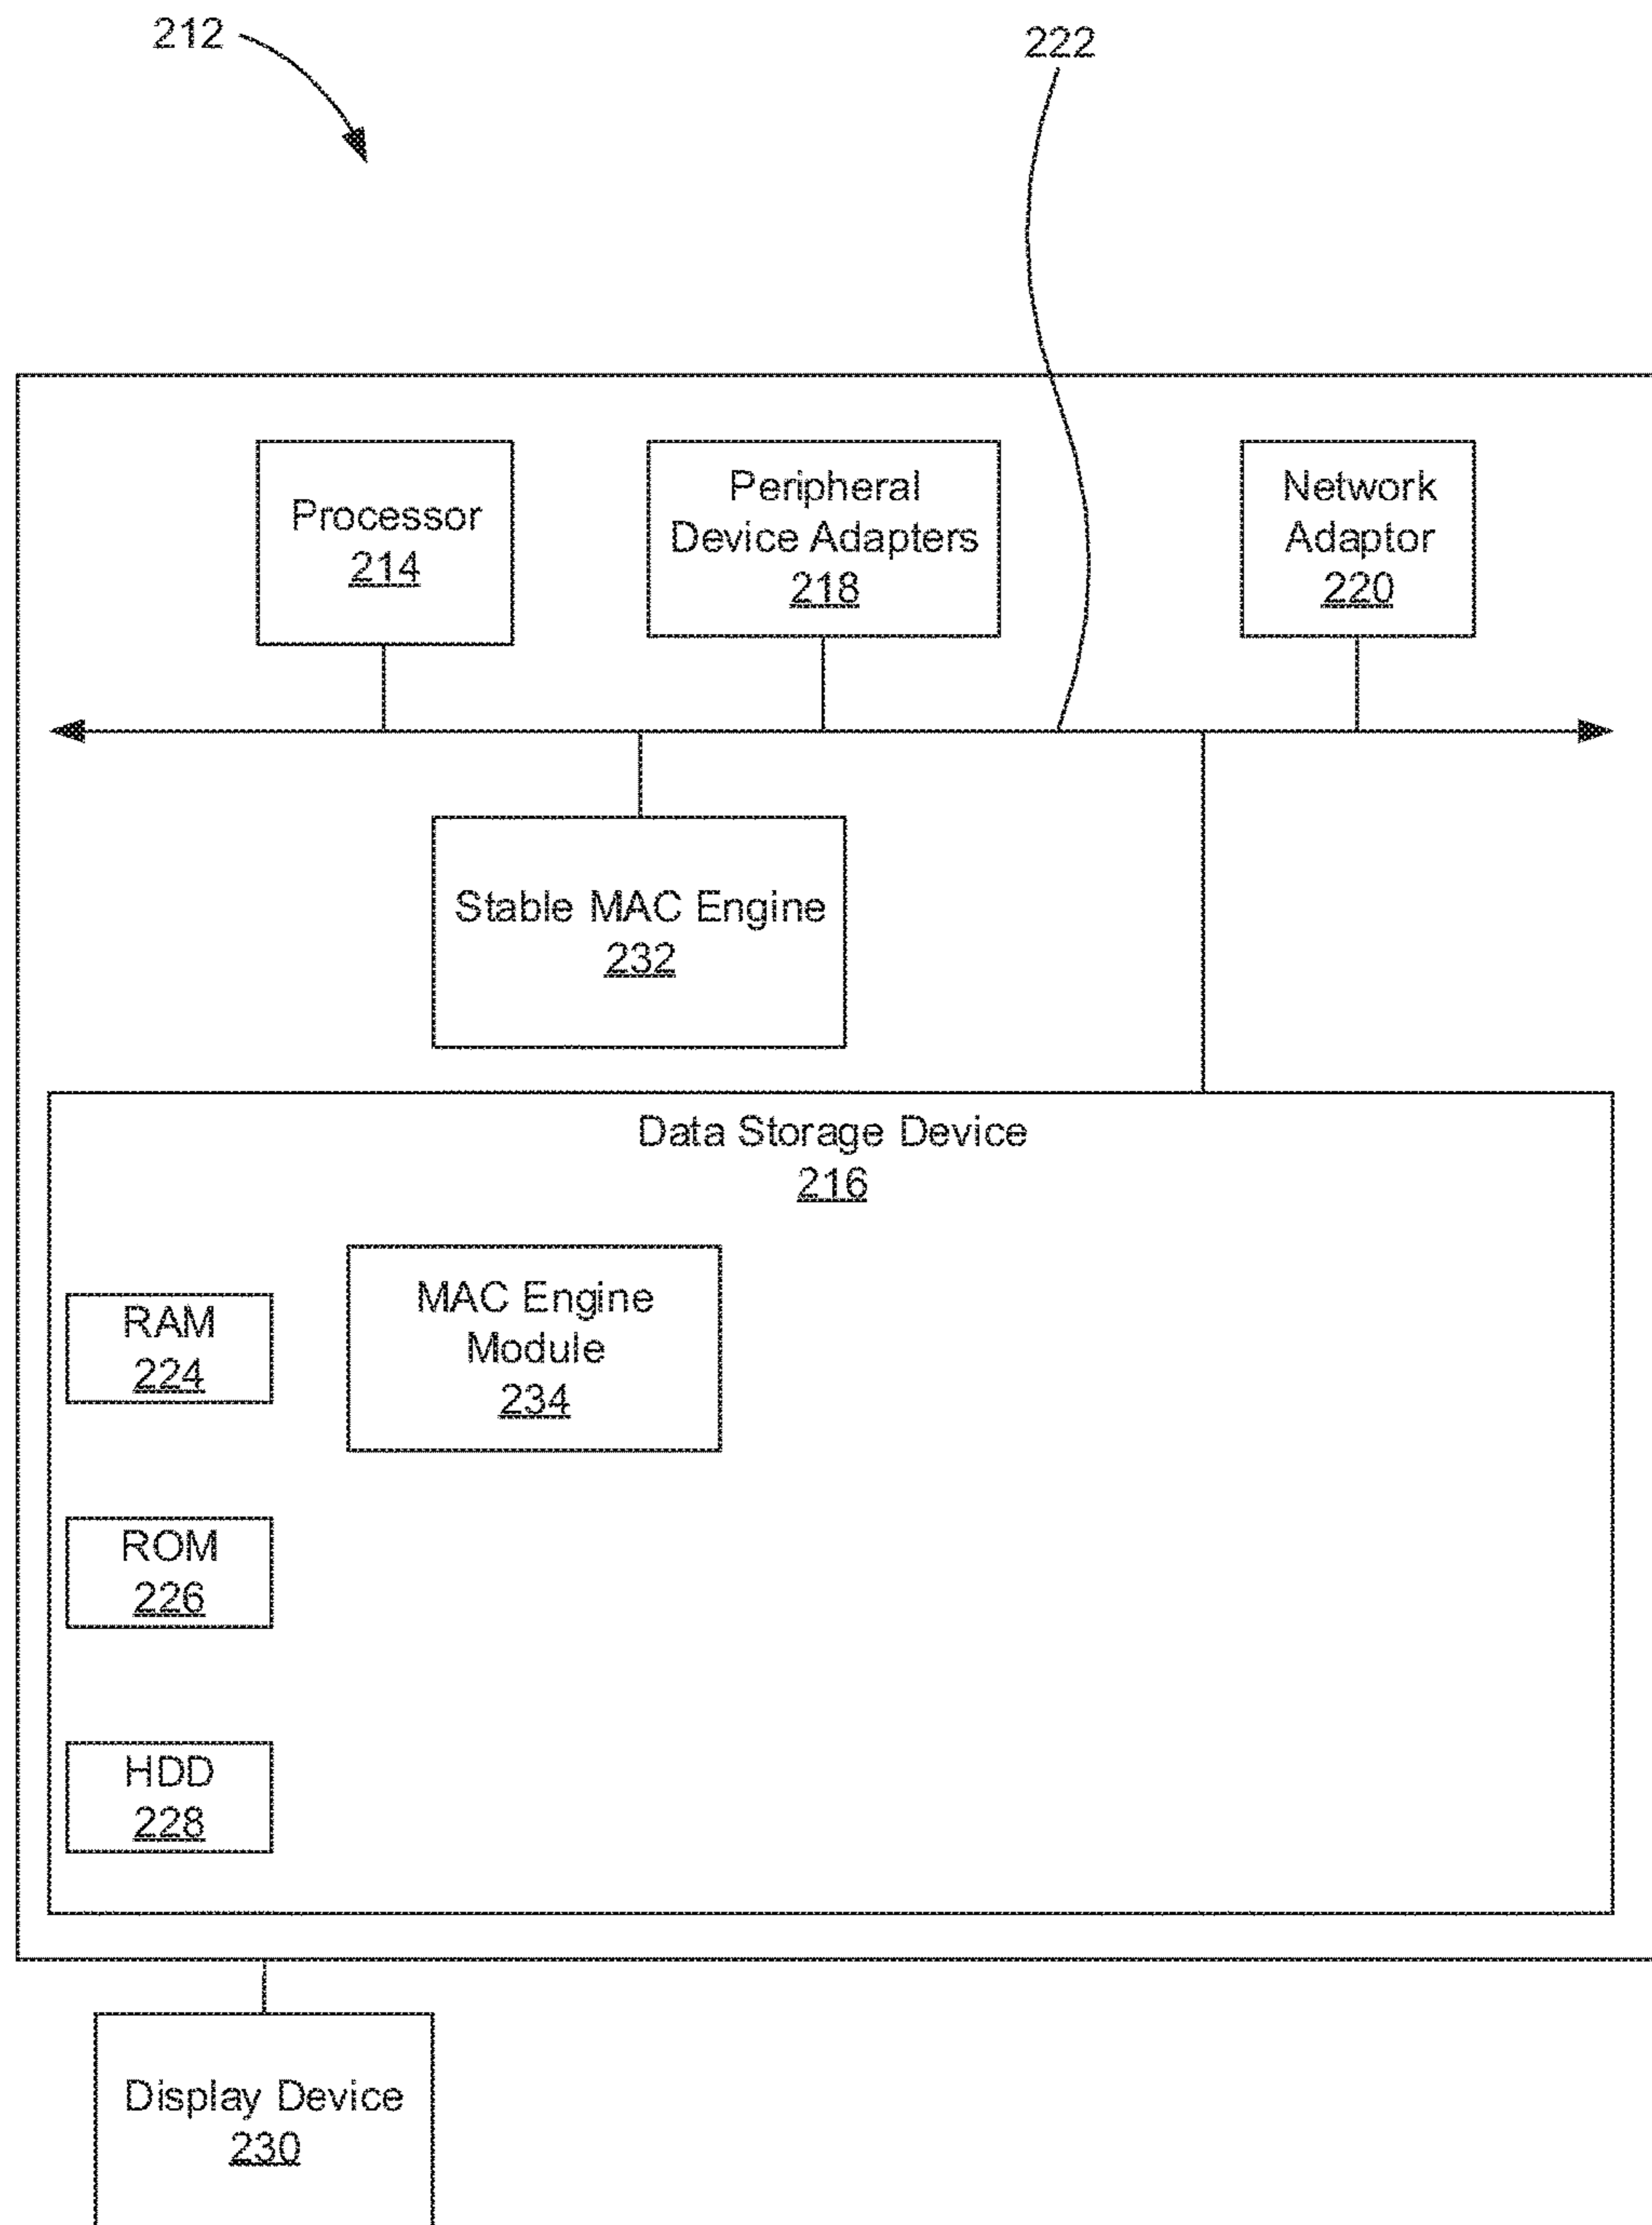 212
222
Processor
214
Peripheral
Device Adapters
218
Network
Adaptor
220
Stable MAC Engine
232
Data Storage Device
216
RAM
224
MAC Engine
Module
234
ROM
226
HDD
228
Display Device
230